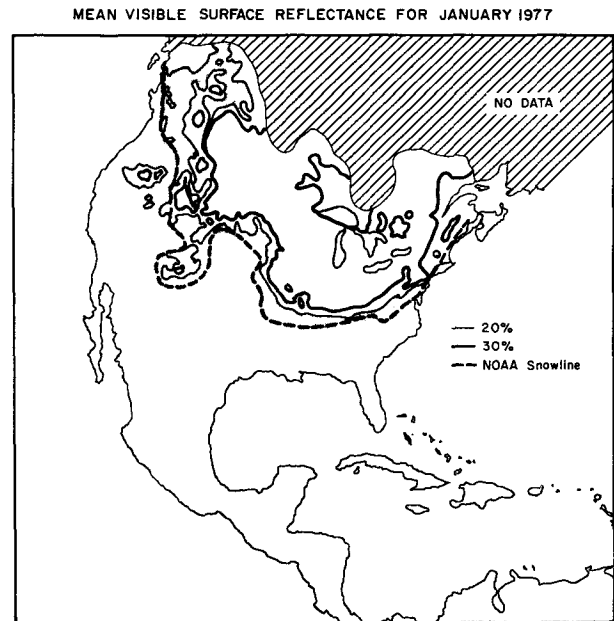 MEAN VISIBLE SURFACE REFLECTANCE FOR JANUARY 1977
NO DATA
20%
30%
NOAA Snowline